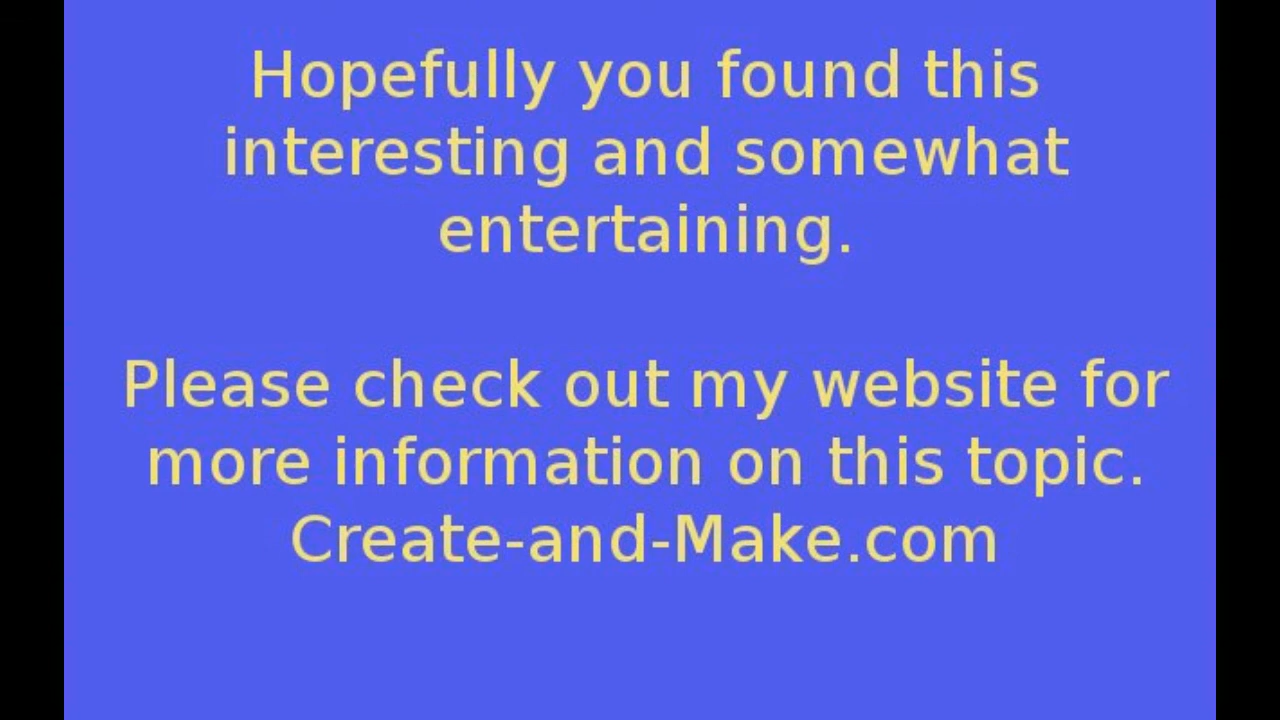 Hopefully you found this
interesting and somewhat
entertaining.
Please check out my website for
more information on this topic.
Create-and-Make.com